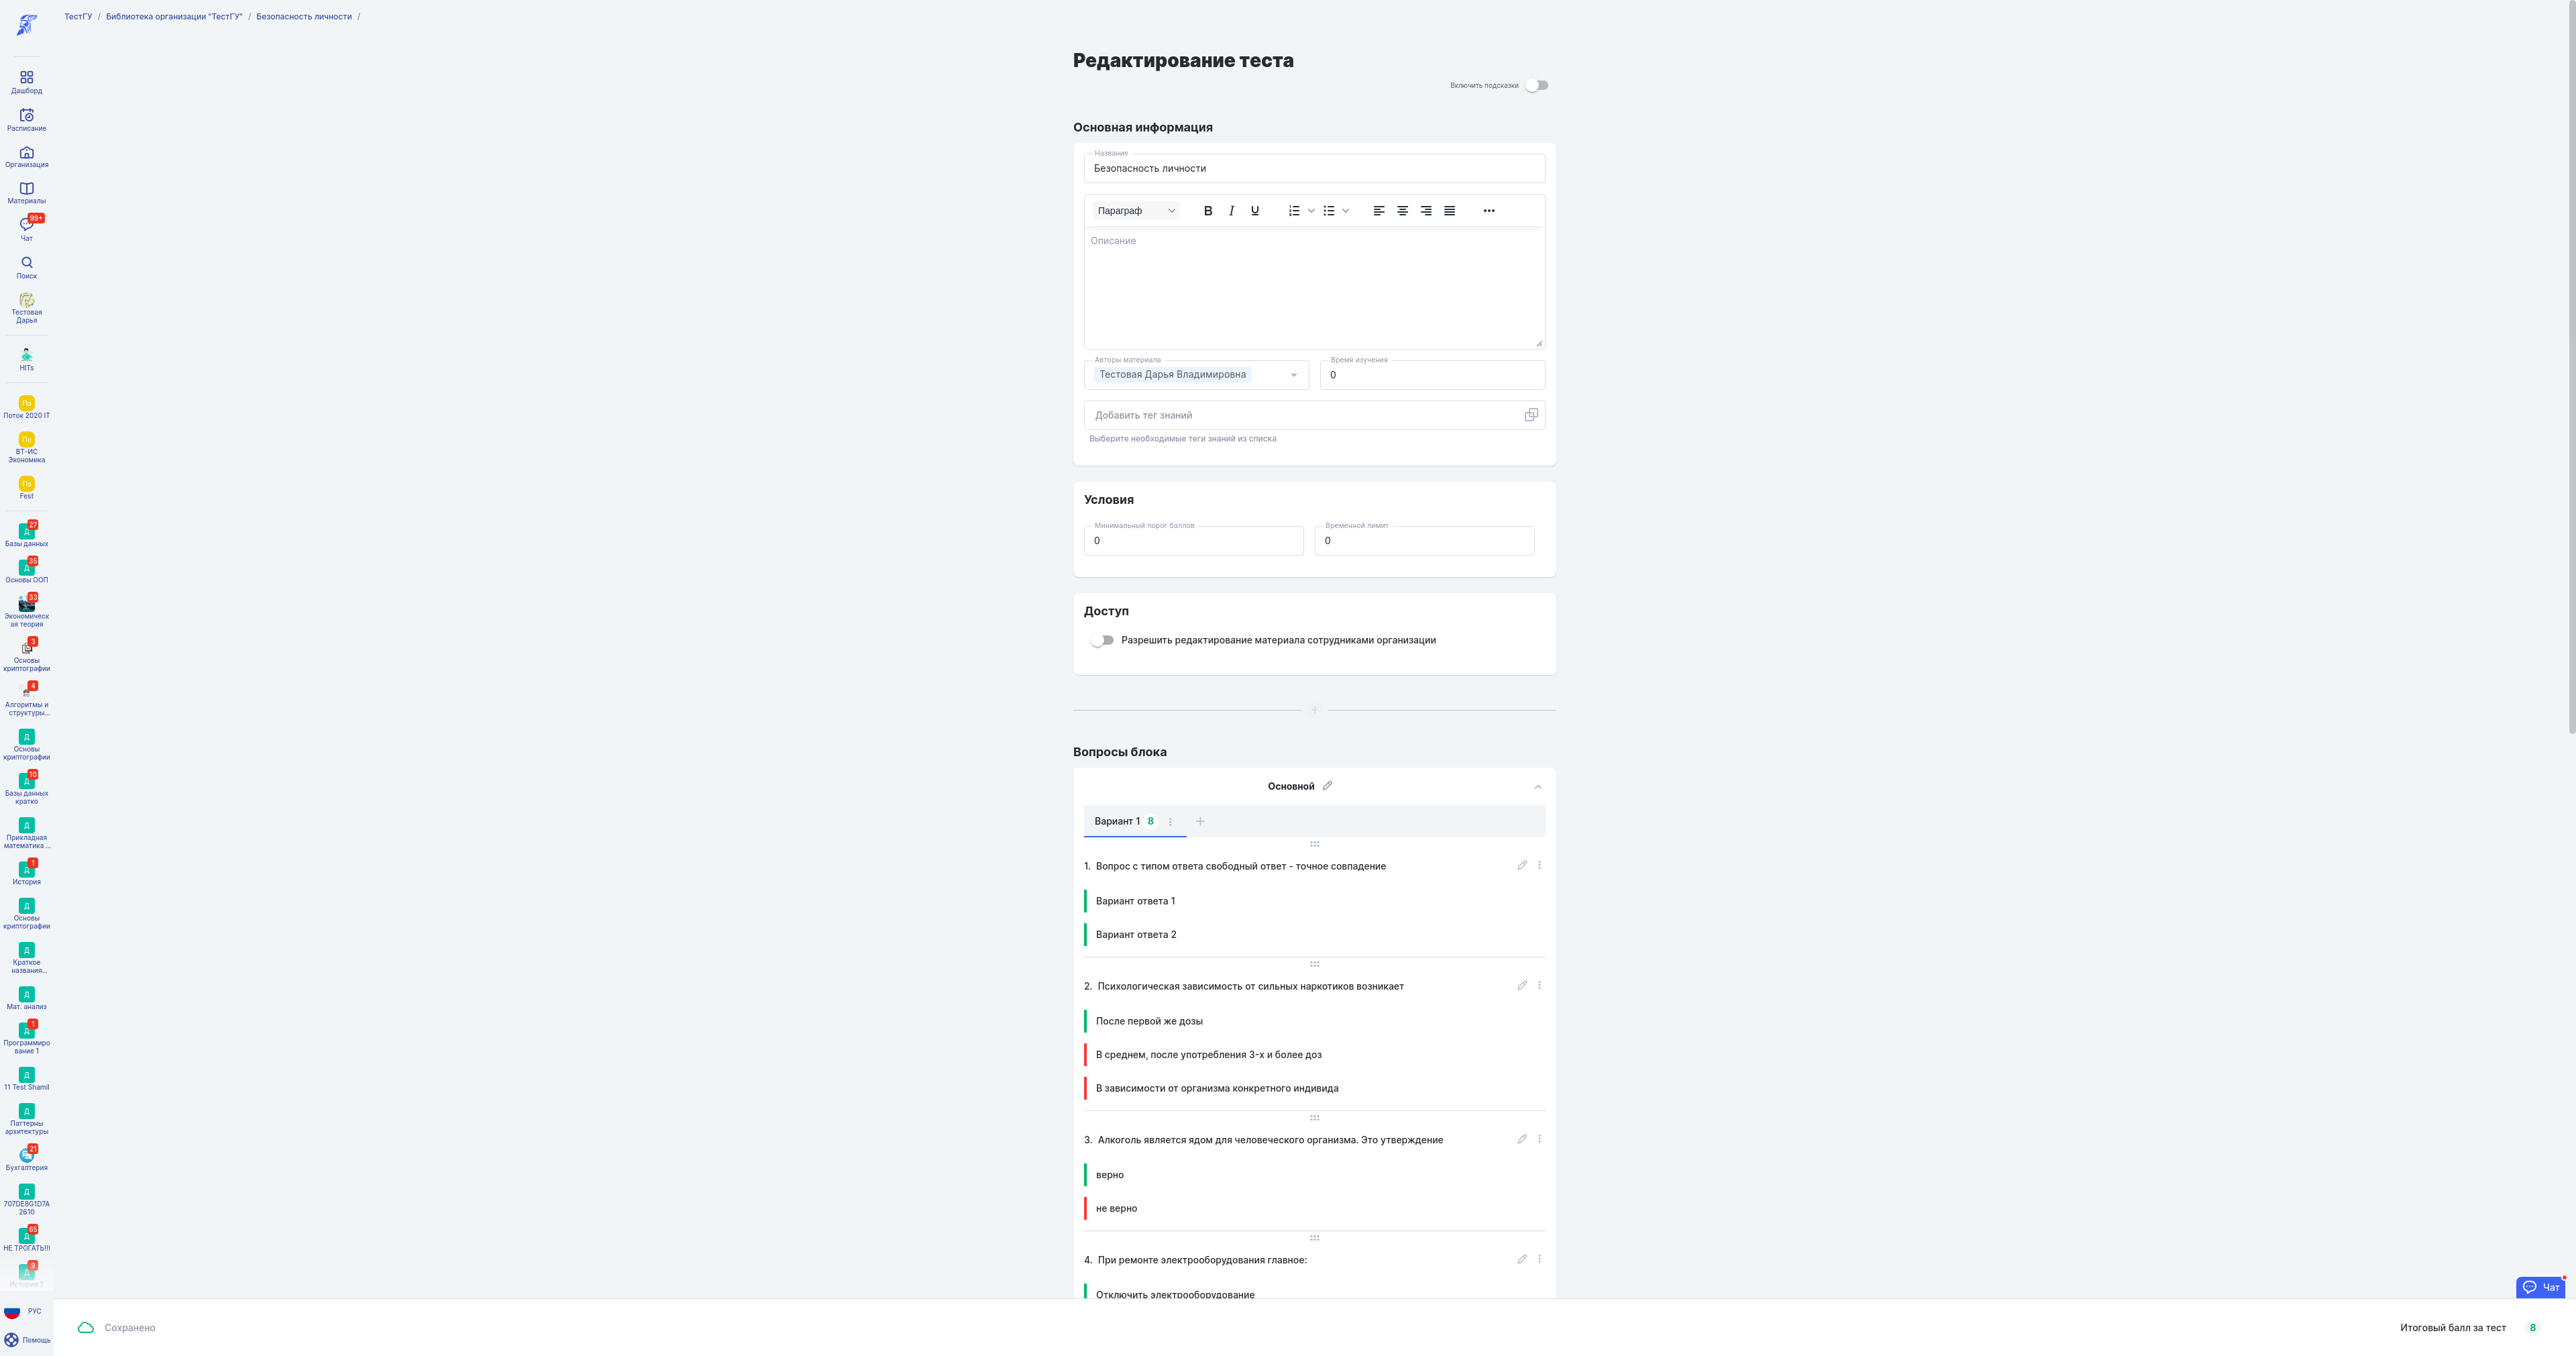 ТестГУ / Библиотека организации "ТестГУ" / Безопасность личности /
Дашборд
Расписание
Организация
Материалы
99+
Чат
Поиск
Тестовая
Дарья
HITs
По
Поток 2020 IT
По
ВТ-ИС
Экономика
По
Fest
27
Д
Базы данных
35
Д
Основы ООП
33
Экономическ
ая теория
3
Основы
криптографии
4
Алгоритмы и
структуры...
Д
Основы
криптографии
10
Д
Базы данных
кратко
Д
Прикладная
математика ...
1
Д
История
Д
Основы
криптографии
Д
Краткое
названия...
Д
Мат. анализ
1
Д
Программиро
вание 1
Д
11 Test Shamil
Д
Паттерны
архитектуры
21
Бухгалтерия
Д
707DE8G1D7A
2610
65
Д
НЕ ТРОГАТЬ!!!
9
Д
История 2
РУС
Помощь
Редактирование теста
Включить подсказки
Основная информация
Название
Безопасность личности
Параграф
Описание
Авторы материала
Тестовая Дарья Владимировна
Время изучения
0
Добавить тег знаний
Выберите необходимые теги знаний из списка
Условия
Минимальный порог баллов
0
Временной лимит
0
Доступ
Разрешить редактирование материала сотрудниками организации
Вопросы блока
Основной
Вариант 1 8
1. Вопрос с типом ответа свободный ответ - точное совпадение
Вариант ответа 1
Вариант ответа 2
2. Психологическая зависимость от сильных наркотиков возникает
После первой же дозы
В среднем, после употребления 3-х и более доз
В зависимости от организма конкретного индивида
3. Алкоголь является ядом для человеческого организма. Это утверждение
верно
не верно
4. При ремонте электрооборудования главное:
Отключить электрооборудование
Чат
Сохранено
Итоговый балл за тест 8